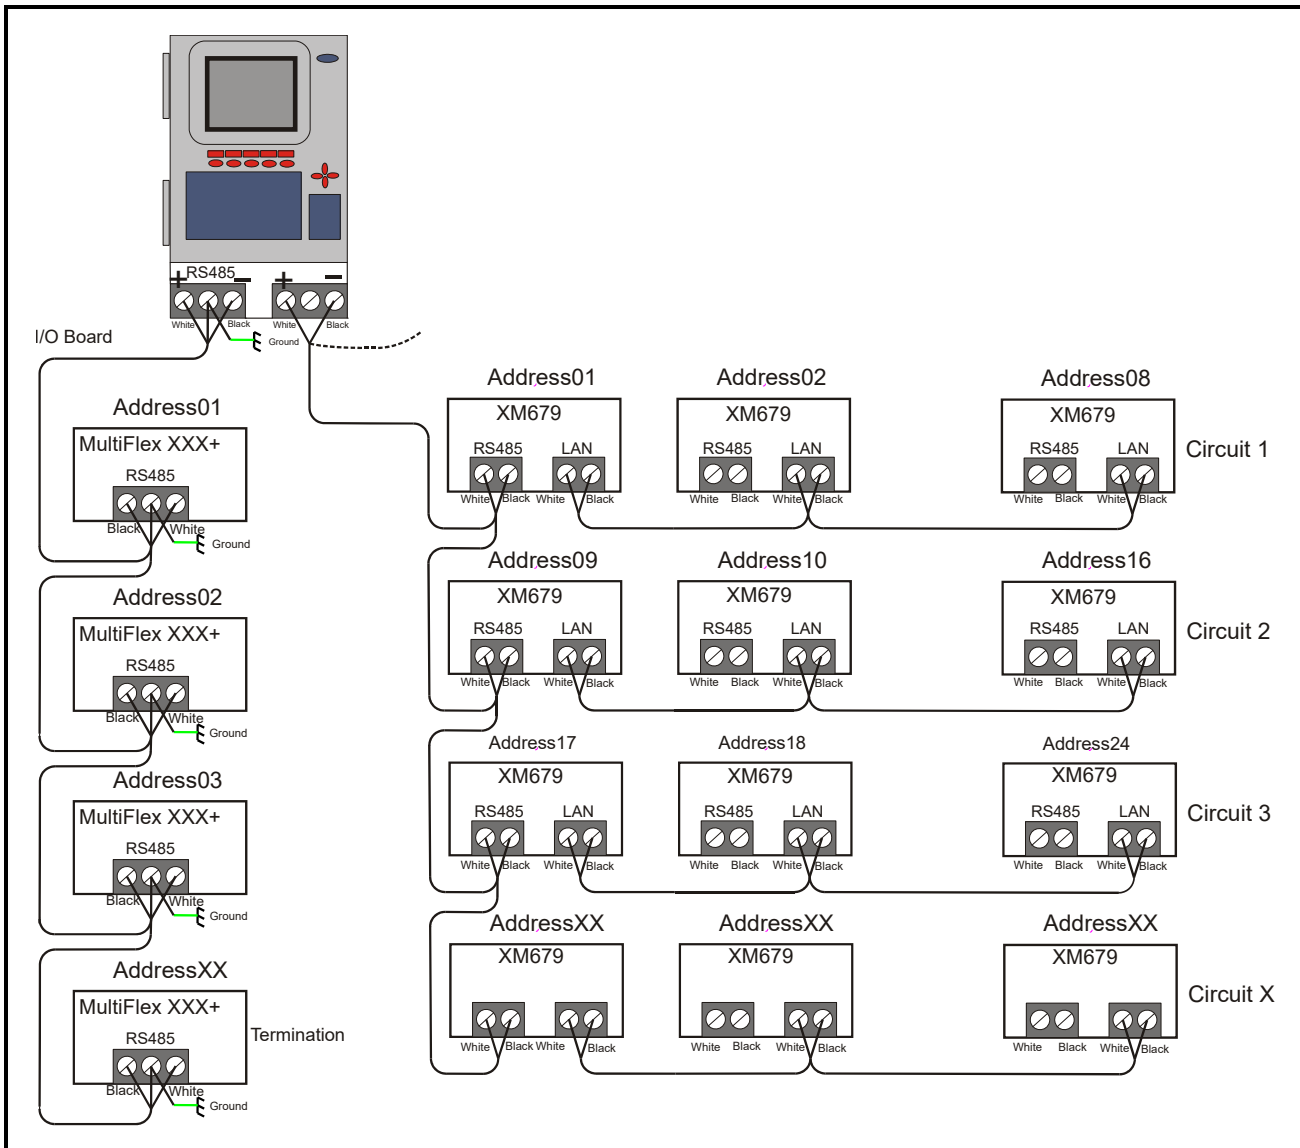 + RS485 − + −
White Black White Black
Ground
I/O Board
Address01
MultiFlex XXX+
RS485
Black White
Ground
Address02
MultiFlex XXX+
RS485
Black White
Ground
Address03
MultiFlex XXX+
RS485
Black White
Ground
AddressXX
MultiFlex XXX+
RS485
Termination
Black White
Ground
Address01 Address02 Address08
XM679 XM679 XM679
RS485 LAN RS485 LAN RS485 LAN Circuit 1
White Black White Black White Black White Black White Black White Black
Address09 Address10 Address16
XM679 XM679 XM679
RS485 LAN RS485 LAN RS485 LAN Circuit 2
White Black White Black White Black White Black White Black White Black
Address17 Address18 Address24
XM679 XM679 XM679
RS485 LAN RS485 LAN RS485 LAN Circuit 3
White Black White Black White Black White Black White Black White Black
AddressXX AddressXX AddressXX
XM679 XM679 XM679
Circuit X
White Black White Black White Black White Black White Black White Black